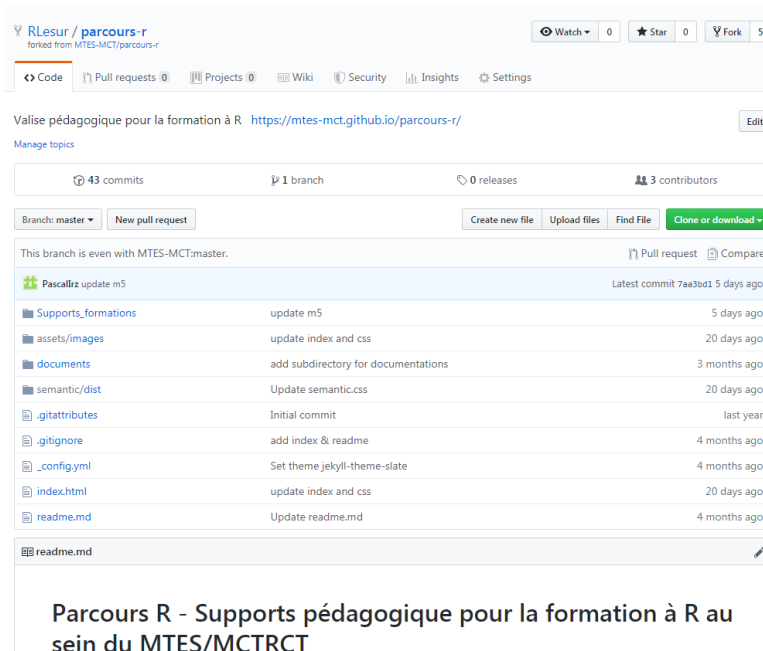 RLesur / parcours-r
forked from MTES-MCT/parcours-r
Watch 0 Star 0 Fork 5
Code Pull requests 0 Projects 0 Wiki Security Insights Settings
Valise pédagogique pour la formation à R https://mtes-mct.github.io/parcours-r/ Edit
Manage topics
43 commits 1 branch 0 releases 3 contributors
Branch: master New pull request Create new file Upload files Find File Clone or download
This branch is even with MTES-MCT:master. Pull request Compare
PascalIrz update m5 Latest commit 7aa3bd1 5 days ago
Supports_formations update m5 5 days ago
assets/images update index and css 20 days ago
documents add subdirectory for documentations 3 months ago
semantic/dist Update semantic.css 20 days ago
.gitattributes Initial commit last year
.gitignore add index & readme 4 months ago
_config.yml Set theme jekyll-theme-slate 4 months ago
index.html update index and css 20 days ago
readme.md Update readme.md 4 months ago
readme.md
Parcours R - Supports pédagogique pour la formation à R au
sein du MTES/MCTRCT